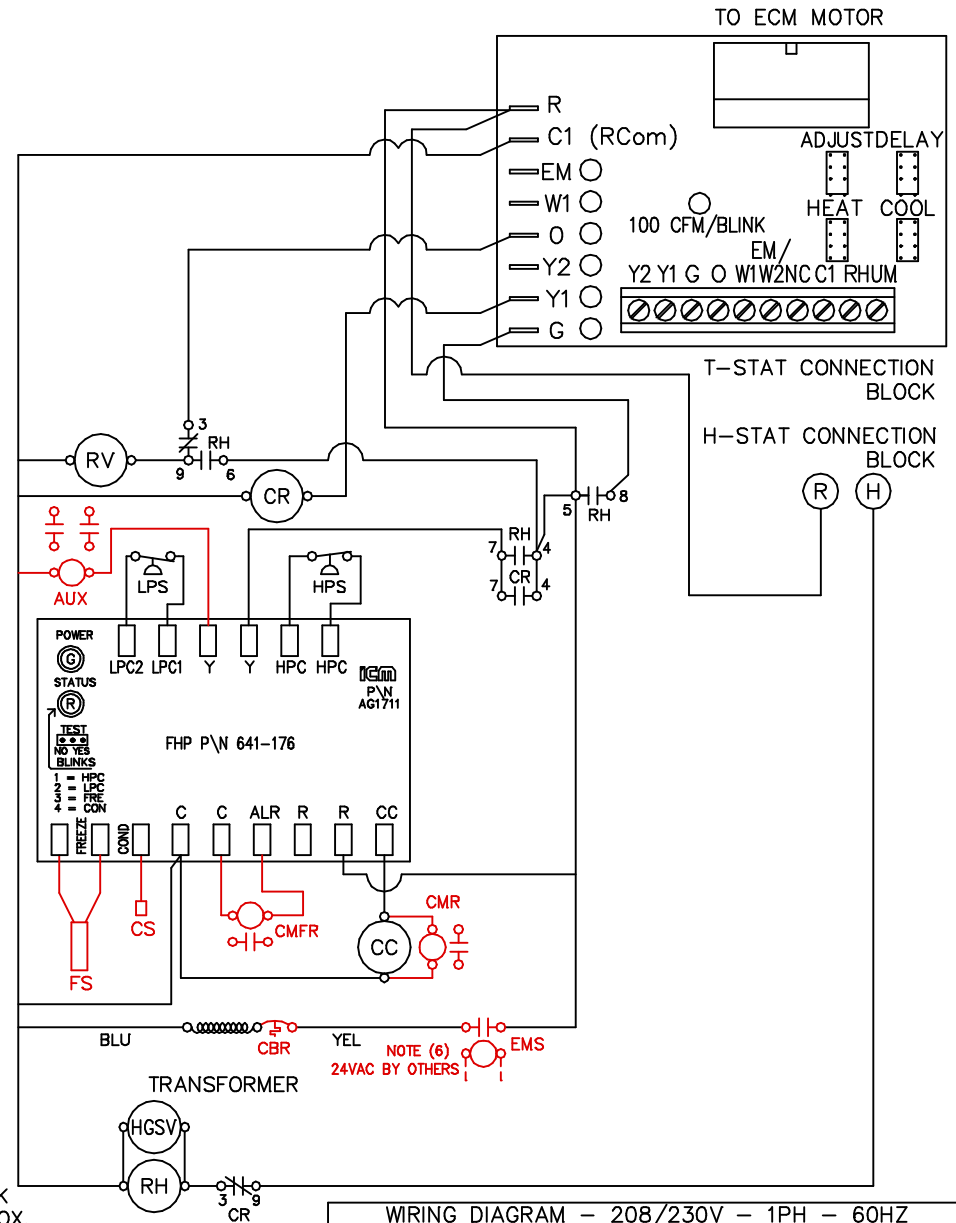 TO ECM MOTOR
R
C1 (RCom)
EM
W1
O
Y2
Y1
G
ADJUST DELAY
HEAT COOL
100 CFM/BLINK
EM/
Y2 Y1 G O W1 W2 NC C1 R HUM
T-STAT CONNECTION
BLOCK
H-STAT CONNECTION
BLOCK
R H
3
RH
RV
9 6
CR
8
5 RH
RH
7 4
CR
7 4
AUX
LPS
HPS
POWER
G
STATUS
R
TEST
NO YES
BLINKS
1 = HPC
2 = LPC
3 = FRE
4 = CON
LPC2 LPC1 Y Y HPC HPC
icm
P\N
AG1711
FHP P\N 641-176
FREEZE COND C C ALR R R CC
FS
CS
CMFR
CC
CMR
BLU
CBR
YEL
NOTE (6)
24VAC BY OTHERS
EMS
TRANSFORMER
HGSV
RH
3 9
CR
K
OX
WIRING DIAGRAM - 208/230V - 1PH - 60HZ